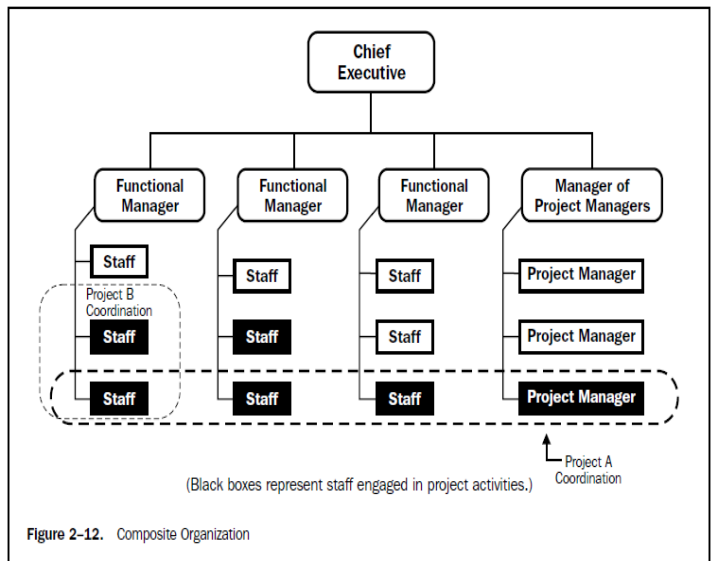 Chief
Executive
Functional
Manager
Functional
Manager
Functional
Manager
Manager of
Project Managers
Staff
Staff
Staff
Project Manager
Project B
Coordination
Staff
Staff
Staff
Project Manager
Staff
Staff
Staff
Project Manager
Project A
Coordination
(Black boxes represent staff engaged in project activities.)
Figure 2–12. Composite Organization